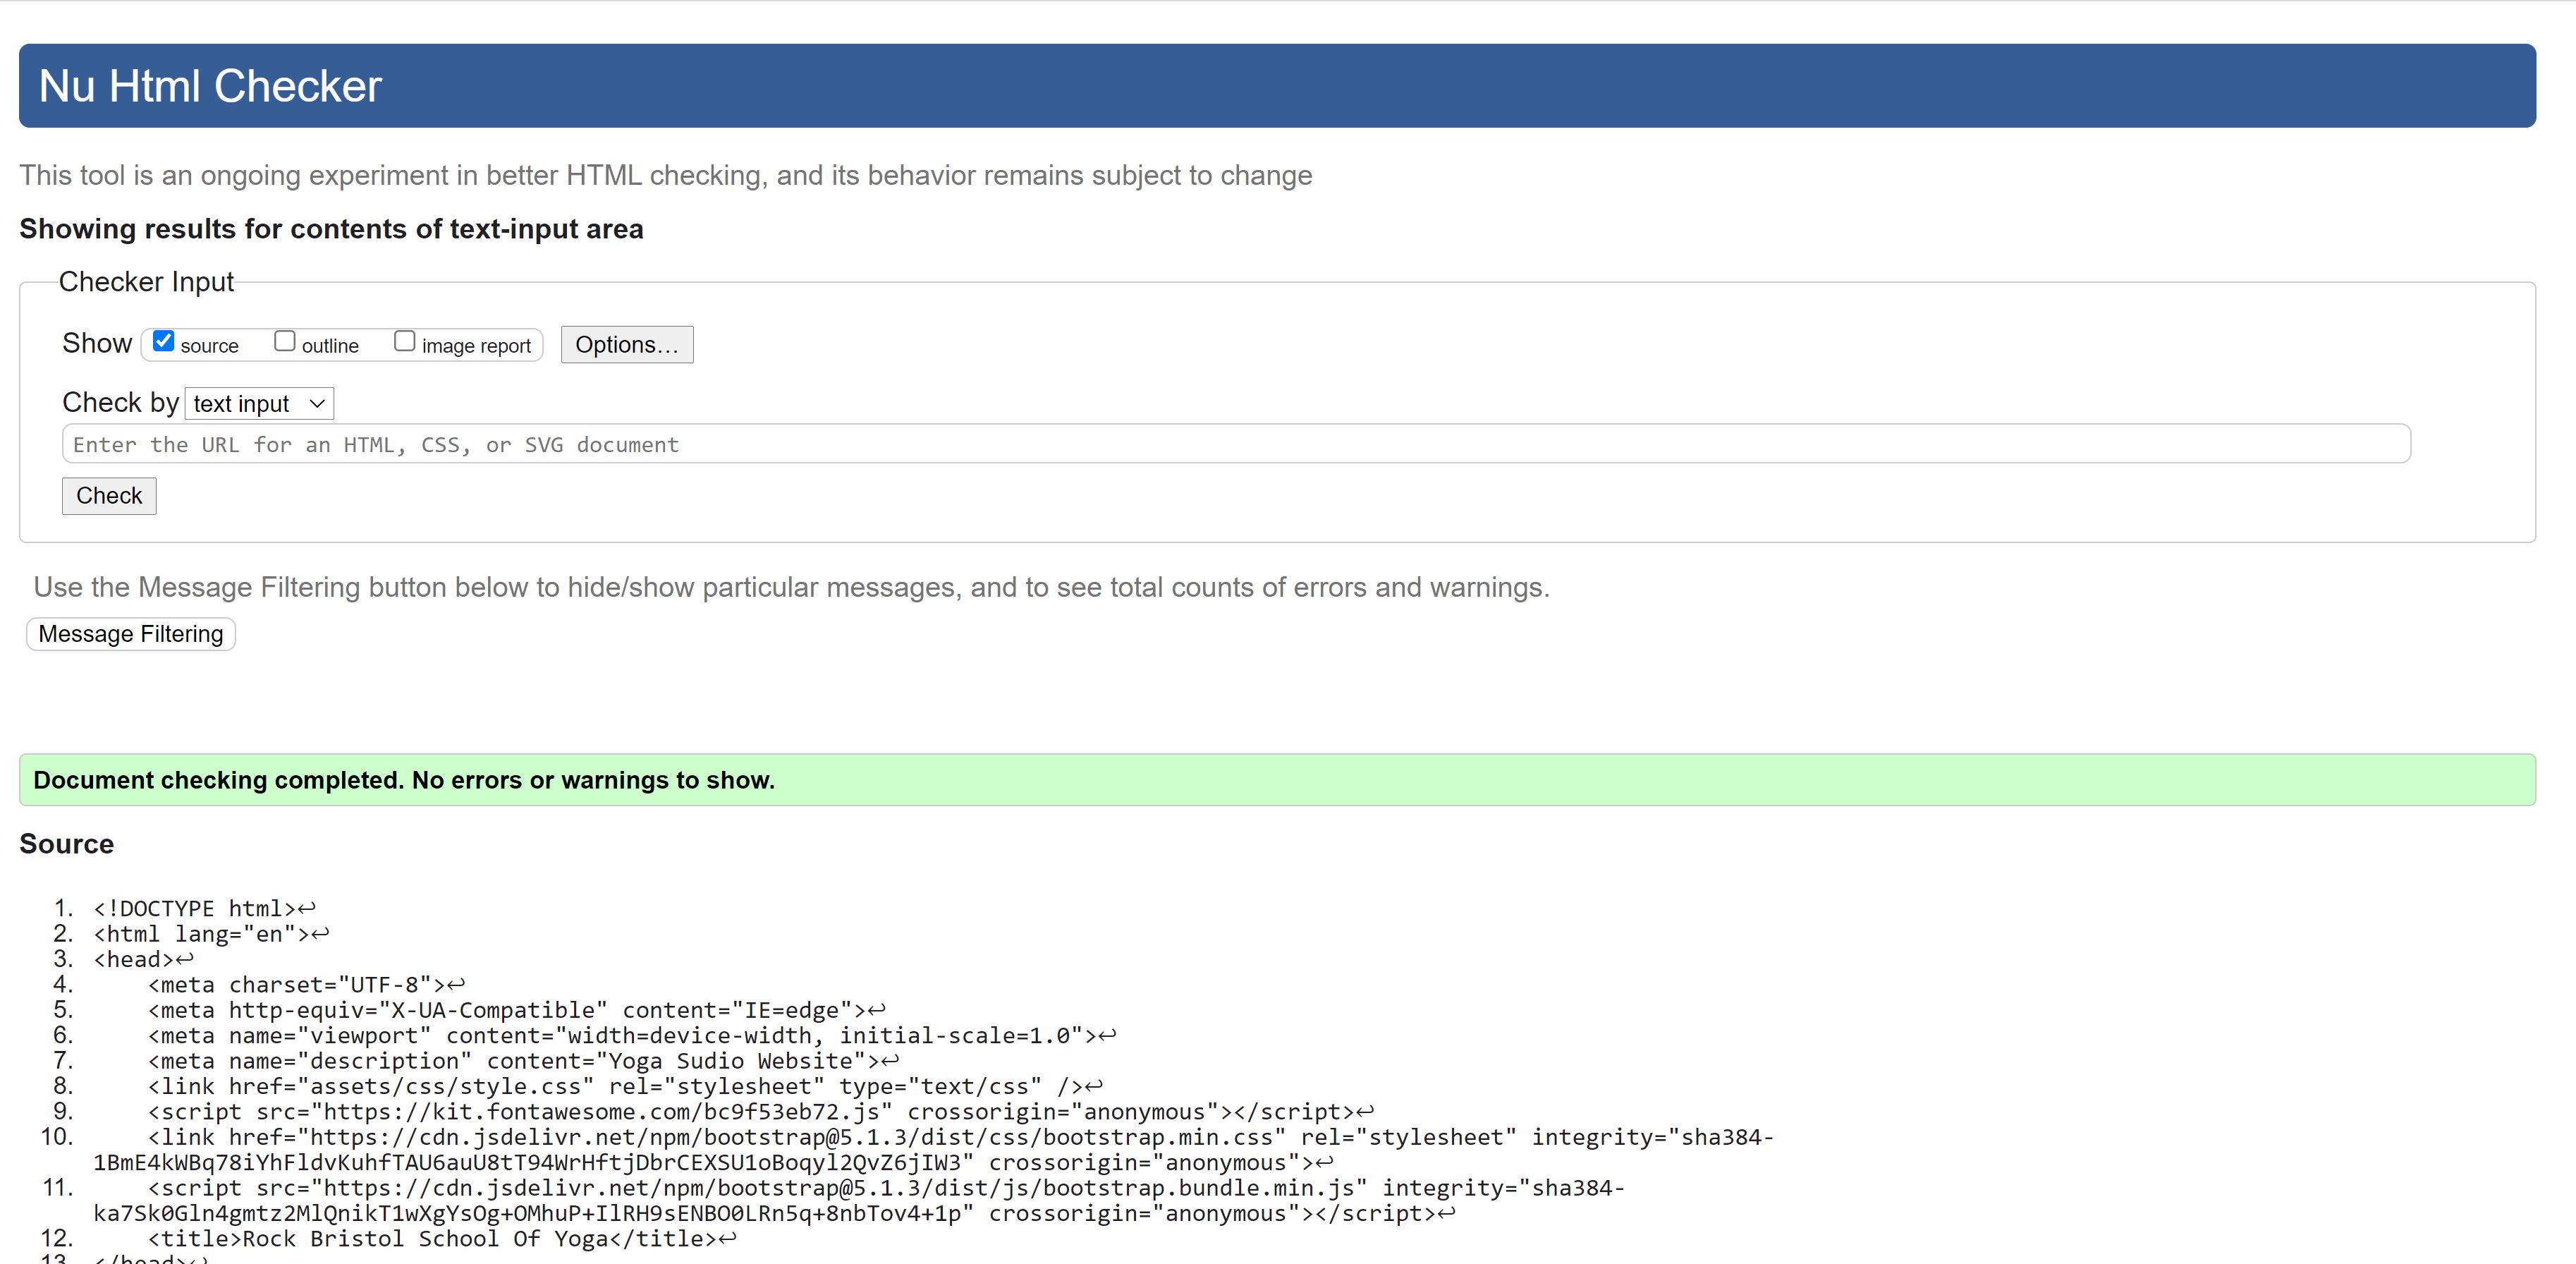 Nu Html Checker
This tool is an ongoing experiment in better HTML checking, and its behavior remains subject to change
Showing results for contents of text-input area
Checker Input
Show source outline image report Options…
Check by text input
Enter the URL for an HTML, CSS, or SVG document
Check
Use the Message Filtering button below to hide/show particular messages, and to see total counts of errors and warnings.
Message Filtering
Document checking completed. No errors or warnings to show.
Source
1. <!DOCTYPE html>↩
2. <html lang="en">↩
3. <head>↩
4. <meta charset="UTF-8">↩
5. <meta http-equiv="X-UA-Compatible" content="IE=edge">↩
6. <meta name="viewport" content="width=device-width, initial-scale=1.0">↩
7. <meta name="description" content="Yoga Sudio Website">↩
8. <link href="assets/css/style.css" rel="stylesheet" type="text/css" />↩
9. <script src="https://kit.fontawesome.com/bc9f53eb72.js" crossorigin="anonymous"></script>↩
10. <link href="https://cdn.jsdelivr.net/npm/bootstrap@5.1.3/dist/css/bootstrap.min.css" rel="stylesheet" integrity="sha384-
1BmE4kWBq78iYhFldvKuhfTAU6auU8tT94WrHftjDbrCEXSU1oBoqyl2QvZ6jIW3" crossorigin="anonymous">↩
11. <script src="https://cdn.jsdelivr.net/npm/bootstrap@5.1.3/dist/js/bootstrap.bundle.min.js" integrity="sha384-
ka7Sk0Gln4gmtz2MlQnikT1wXgYsOg+OMhuP+IlRH9sENBO0LRn5q+8nbTov4+1p" crossorigin="anonymous"></script>↩
12. <title>Rock Bristol School Of Yoga</title>↩
13. </head>↩